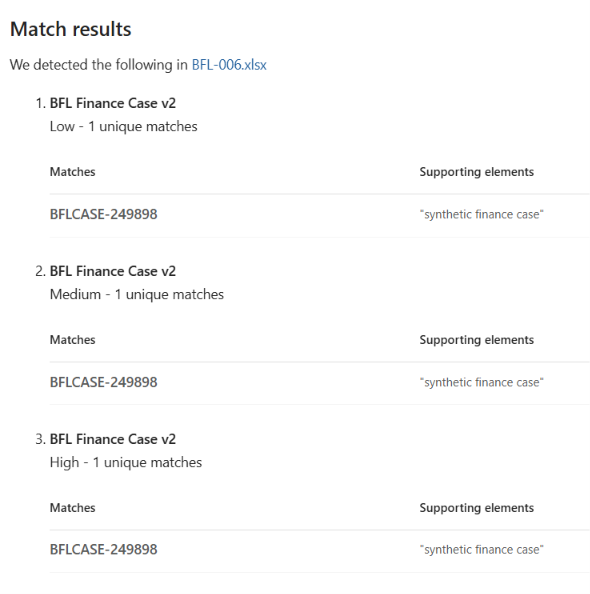 Match results
We detected the following in BFL-006.xlsx
1. BFL Finance Case v2
Low - 1 unique matches
Matches Supporting elements
BFLCASE-249898 "synthetic finance case"
2. BFL Finance Case v2
Medium - 1 unique matches
Matches Supporting elements
BFLCASE-249898 "synthetic finance case"
3. BFL Finance Case v2
High - 1 unique matches
Matches Supporting elements
BFLCASE-249898 "synthetic finance case"